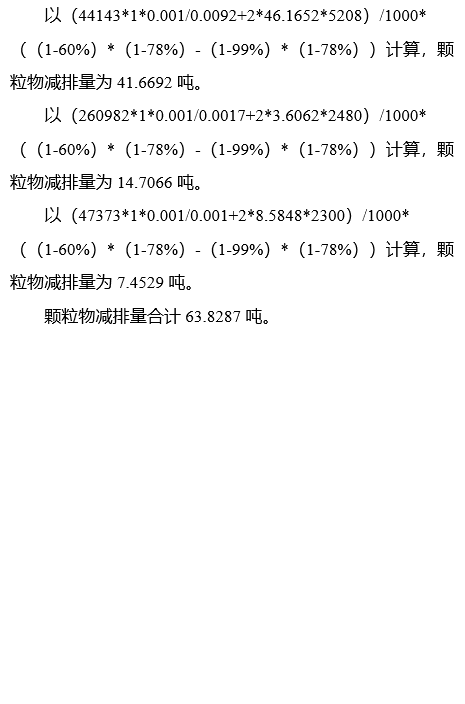 以（44143*1*0.001/0.0092+2*46.1652*5208）/1000*
（（1-60%）*（1-78%）-（1-99%）*（1-78%））计算，颗
粒物减排量为 41.6692 吨。
以（260982*1*0.001/0.0017+2*3.6062*2480）/1000*
（（1-60%）*（1-78%）-（1-99%）*（1-78%））计算，颗
粒物减排量为 14.7066 吨。
以（47373*1*0.001/0.001+2*8.5848*2300）/1000*
（（1-60%）*（1-78%）-（1-99%）*（1-78%））计算，颗
粒物减排量为 7.4529 吨。
颗粒物减排量合计 63.8287 吨。